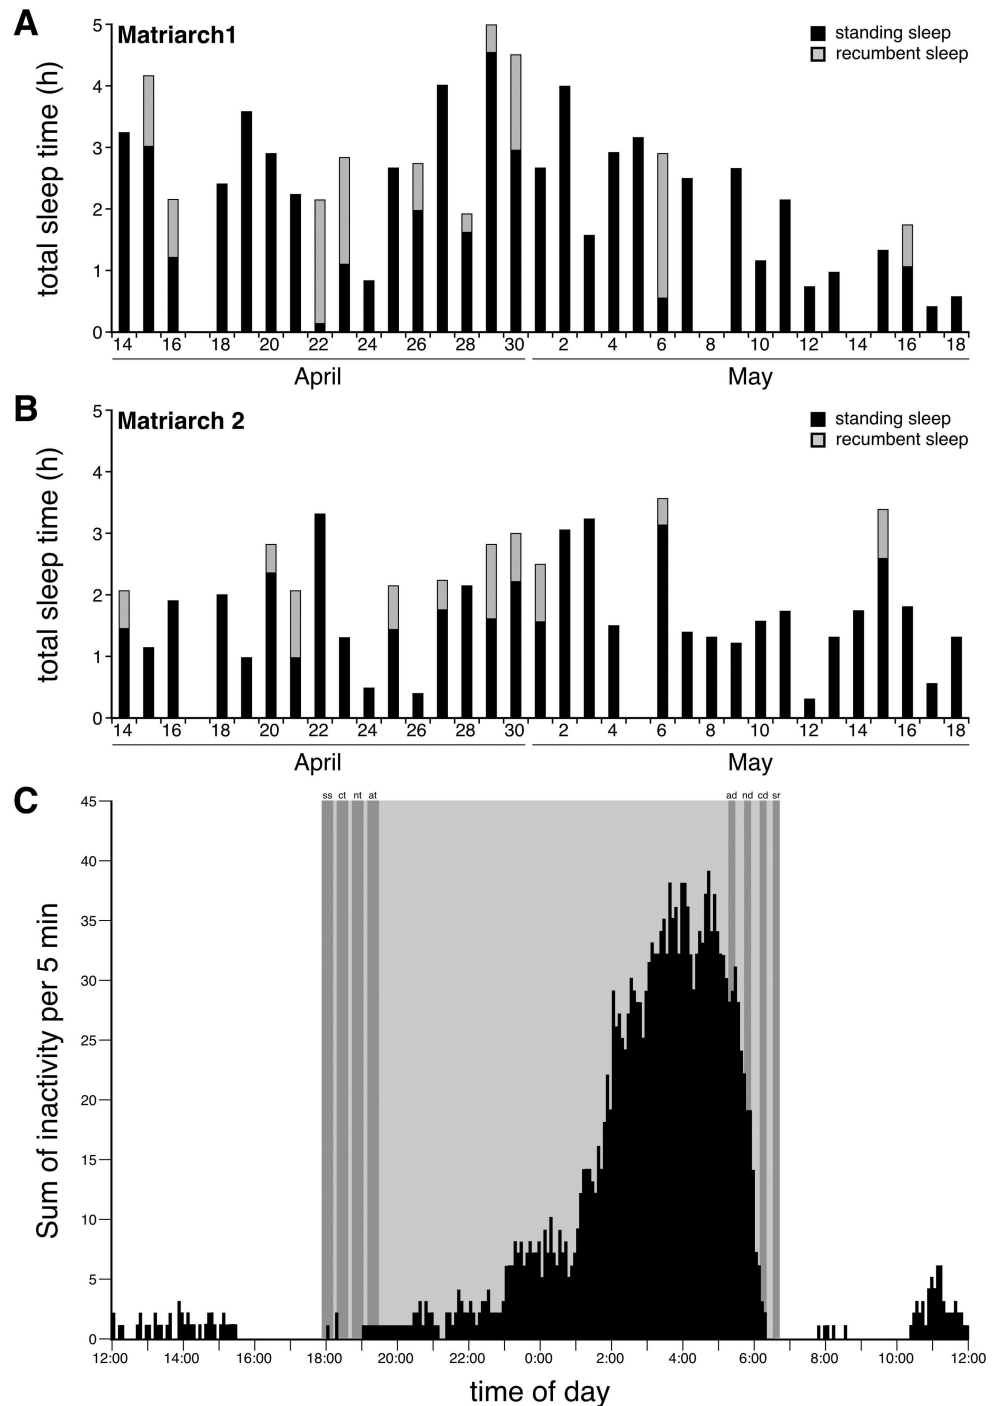 A
Matriarch1
standing sleep
recumbent sleep
total sleep time (h)
5
4
3
2
1
0
14 16 18 20 22 24 26 28 30 2 4 6 8 10 12 14 16 18
April May
B
Matriarch 2
standing sleep
recumbent sleep
total sleep time (h)
5
4
3
2
1
0
14 16 18 20 22 24 26 28 30 2 4 6 8 10 12 14 16 18
April May
C
ss ct nt at ad nd cd sr
Sum of inactivity per 5 min
45
40
35
30
25
20
15
10
5
0
12:00 14:00 16:00 18:00 20:00 22:00 0:00 2:00 4:00 6:00 8:00 10:00 12:00
time of day